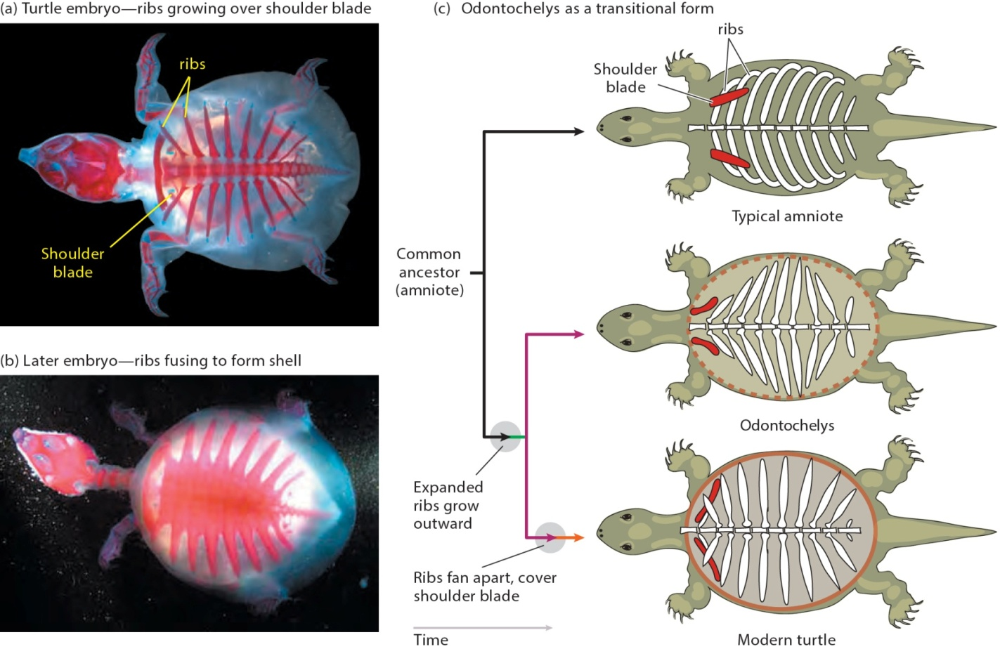 (a) Turtle embryo—ribs growing over shoulder blade
ribs
Shoulder
blade
(b) Later embryo—ribs fusing to form shell
(c) Odontochelys as a transitional form
ribs
Shoulder
blade
Typical amniote
Common
ancestor
(amniote)
Odontochelys
Expanded
ribs grow
outward
Ribs fan apart, cover
shoulder blade
Time
Modern turtle